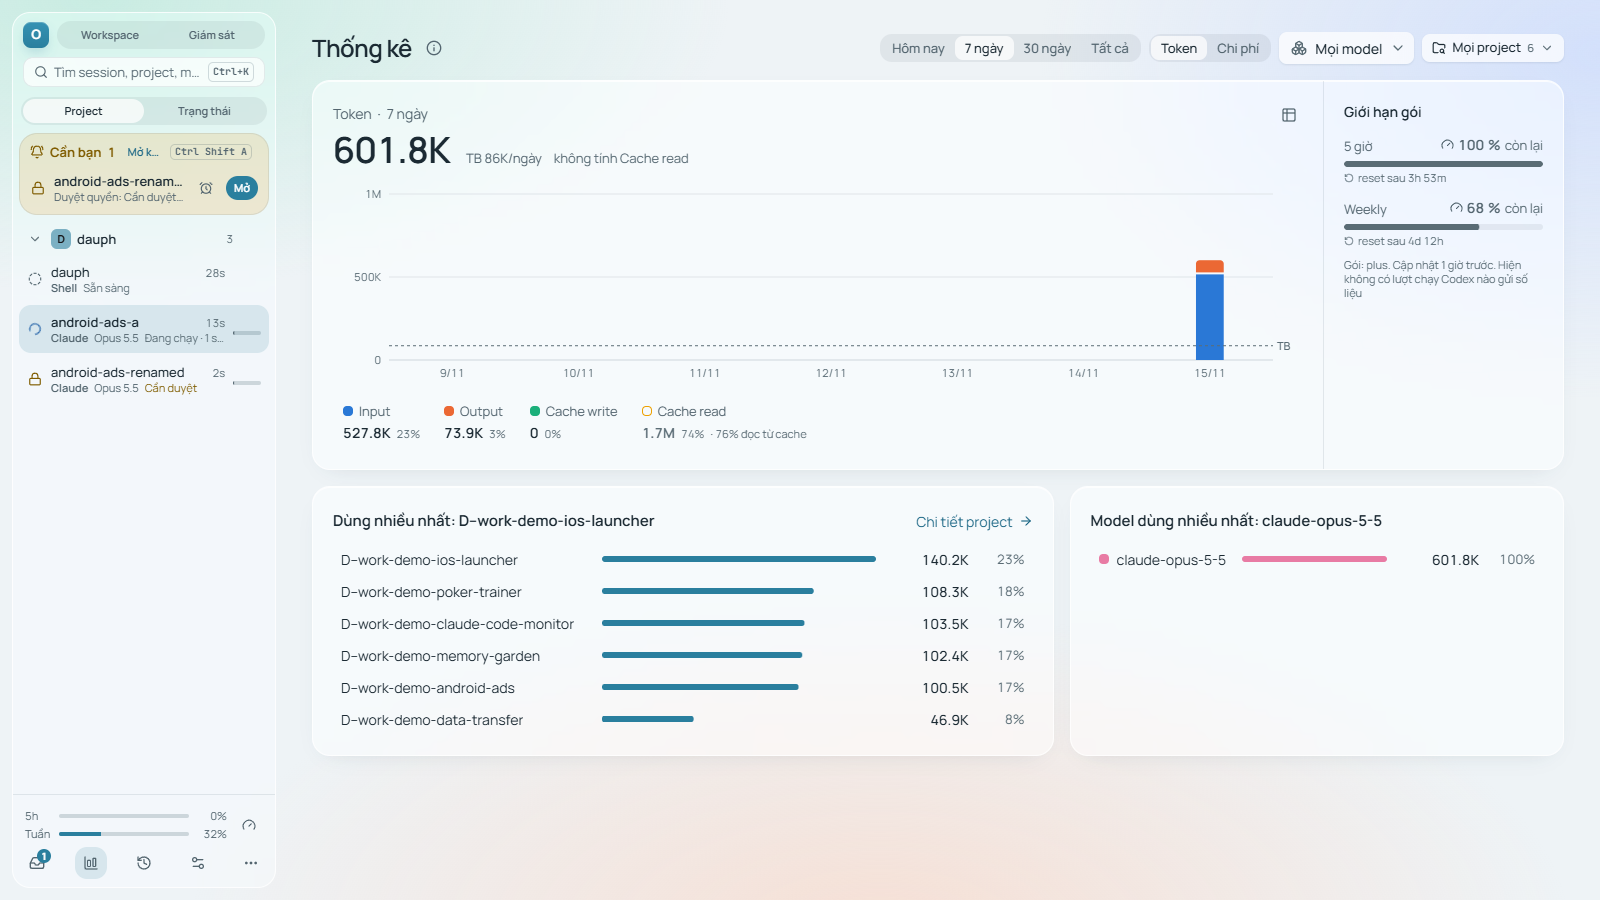 O
Workspace
Giám sát
Tìm session, project, m...
Ctrl+K
Project
Trạng thái
Cần bạn 1
Mở k...
Ctrl Shift A
android-ads-renam...
Duyệt quyền: Cần duyệt...
Mở
D
dauph
3
dauph
28s
Shell Sẵn sàng
android-ads-a
13s
Claude Opus 5.5 Đang chạy · 1 s...
android-ads-renamed
2s
Claude Opus 5.5 Cần duyệt
5h
0%
Tuần
32%
1
Thống kê
Hôm nay
7 ngày
30 ngày
Tất cả
Token
Chi phí
Mọi model
Mọi project 6
Token · 7 ngày
601.8K
TB 86K/ngày
không tính Cache read
1M
500K
0
TB
9/11
10/11
11/11
12/11
13/11
14/11
15/11
Input
527.8K 23%
Output
73.9K 3%
Cache write
0 0%
Cache read
1.7M 74% · 76% đọc từ cache
Giới hạn gói
5 giờ
100 % còn lại
reset sau 3h 53m
Weekly
68 % còn lại
reset sau 4d 12h
Gói: plus. Cập nhật 1 giờ trước. Hiện
không có lượt chạy Codex nào gửi số
liệu
Dùng nhiều nhất: D--work-demo-ios-launcher
Chi tiết project →
D--work-demo-ios-launcher
140.2K
23%
D--work-demo-poker-trainer
108.3K
18%
D--work-demo-claude-code-monitor
103.5K
17%
D--work-demo-memory-garden
102.4K
17%
D--work-demo-android-ads
100.5K
17%
D--work-demo-data-transfer
46.9K
8%
Model dùng nhiều nhất: claude-opus-5-5
claude-opus-5-5
601.8K
100%